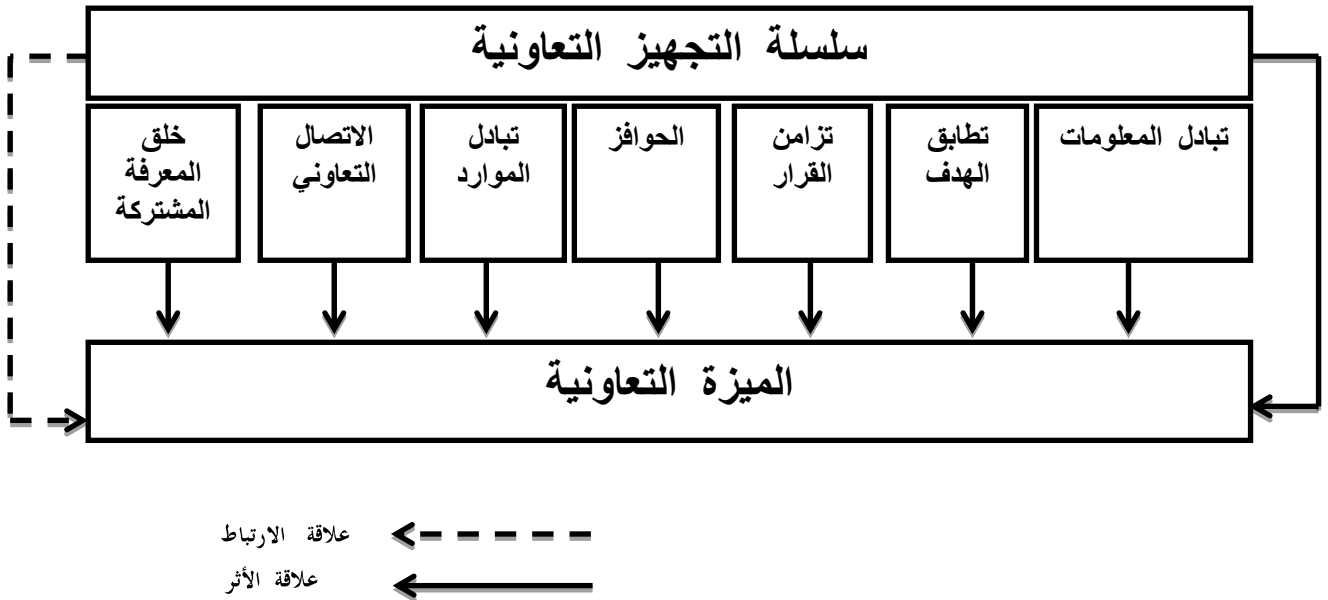 سلسلة التجهيز التعاونية
تبادل المعلومات
تطابق
الهدف
تزامن
القرار
الحوافز
تبادل
الموارد
الاتصال
التعاوني
خلق
المعرفة
المشتركة
الميزة التعاونية
علاقة الارتباط
علاقة الأثر